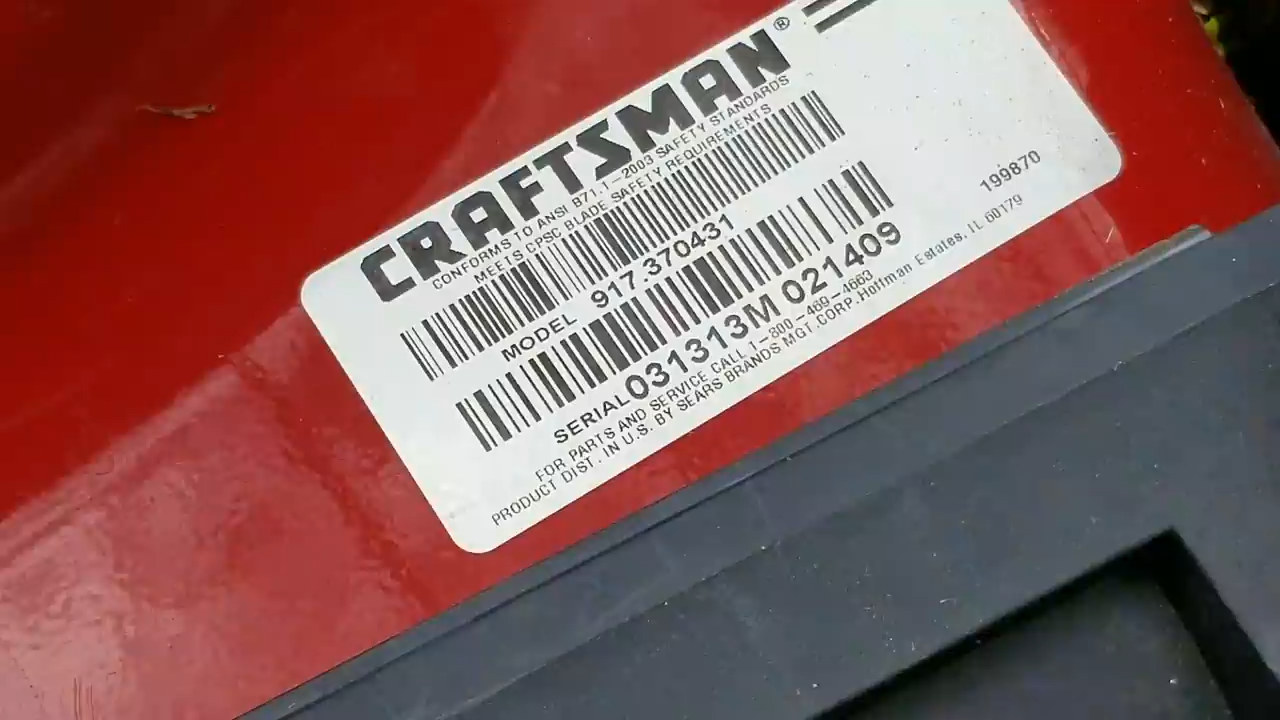 CRAFTSMAN®
CONFORMS TO ANSI B71.1-2003 SAFETY STANDARDS
MEETS CPSC BLADE SAFETY REQUIREMENTS
MODEL 917.370431
SERIAL 031313M 021409
199870
FOR PARTS AND SERVICE CALL 1-800-469-4663
PRODUCT DIST. IN U.S. BY SEARS BRANDS MGT. CORP. Hoffman Estates, IL 60179